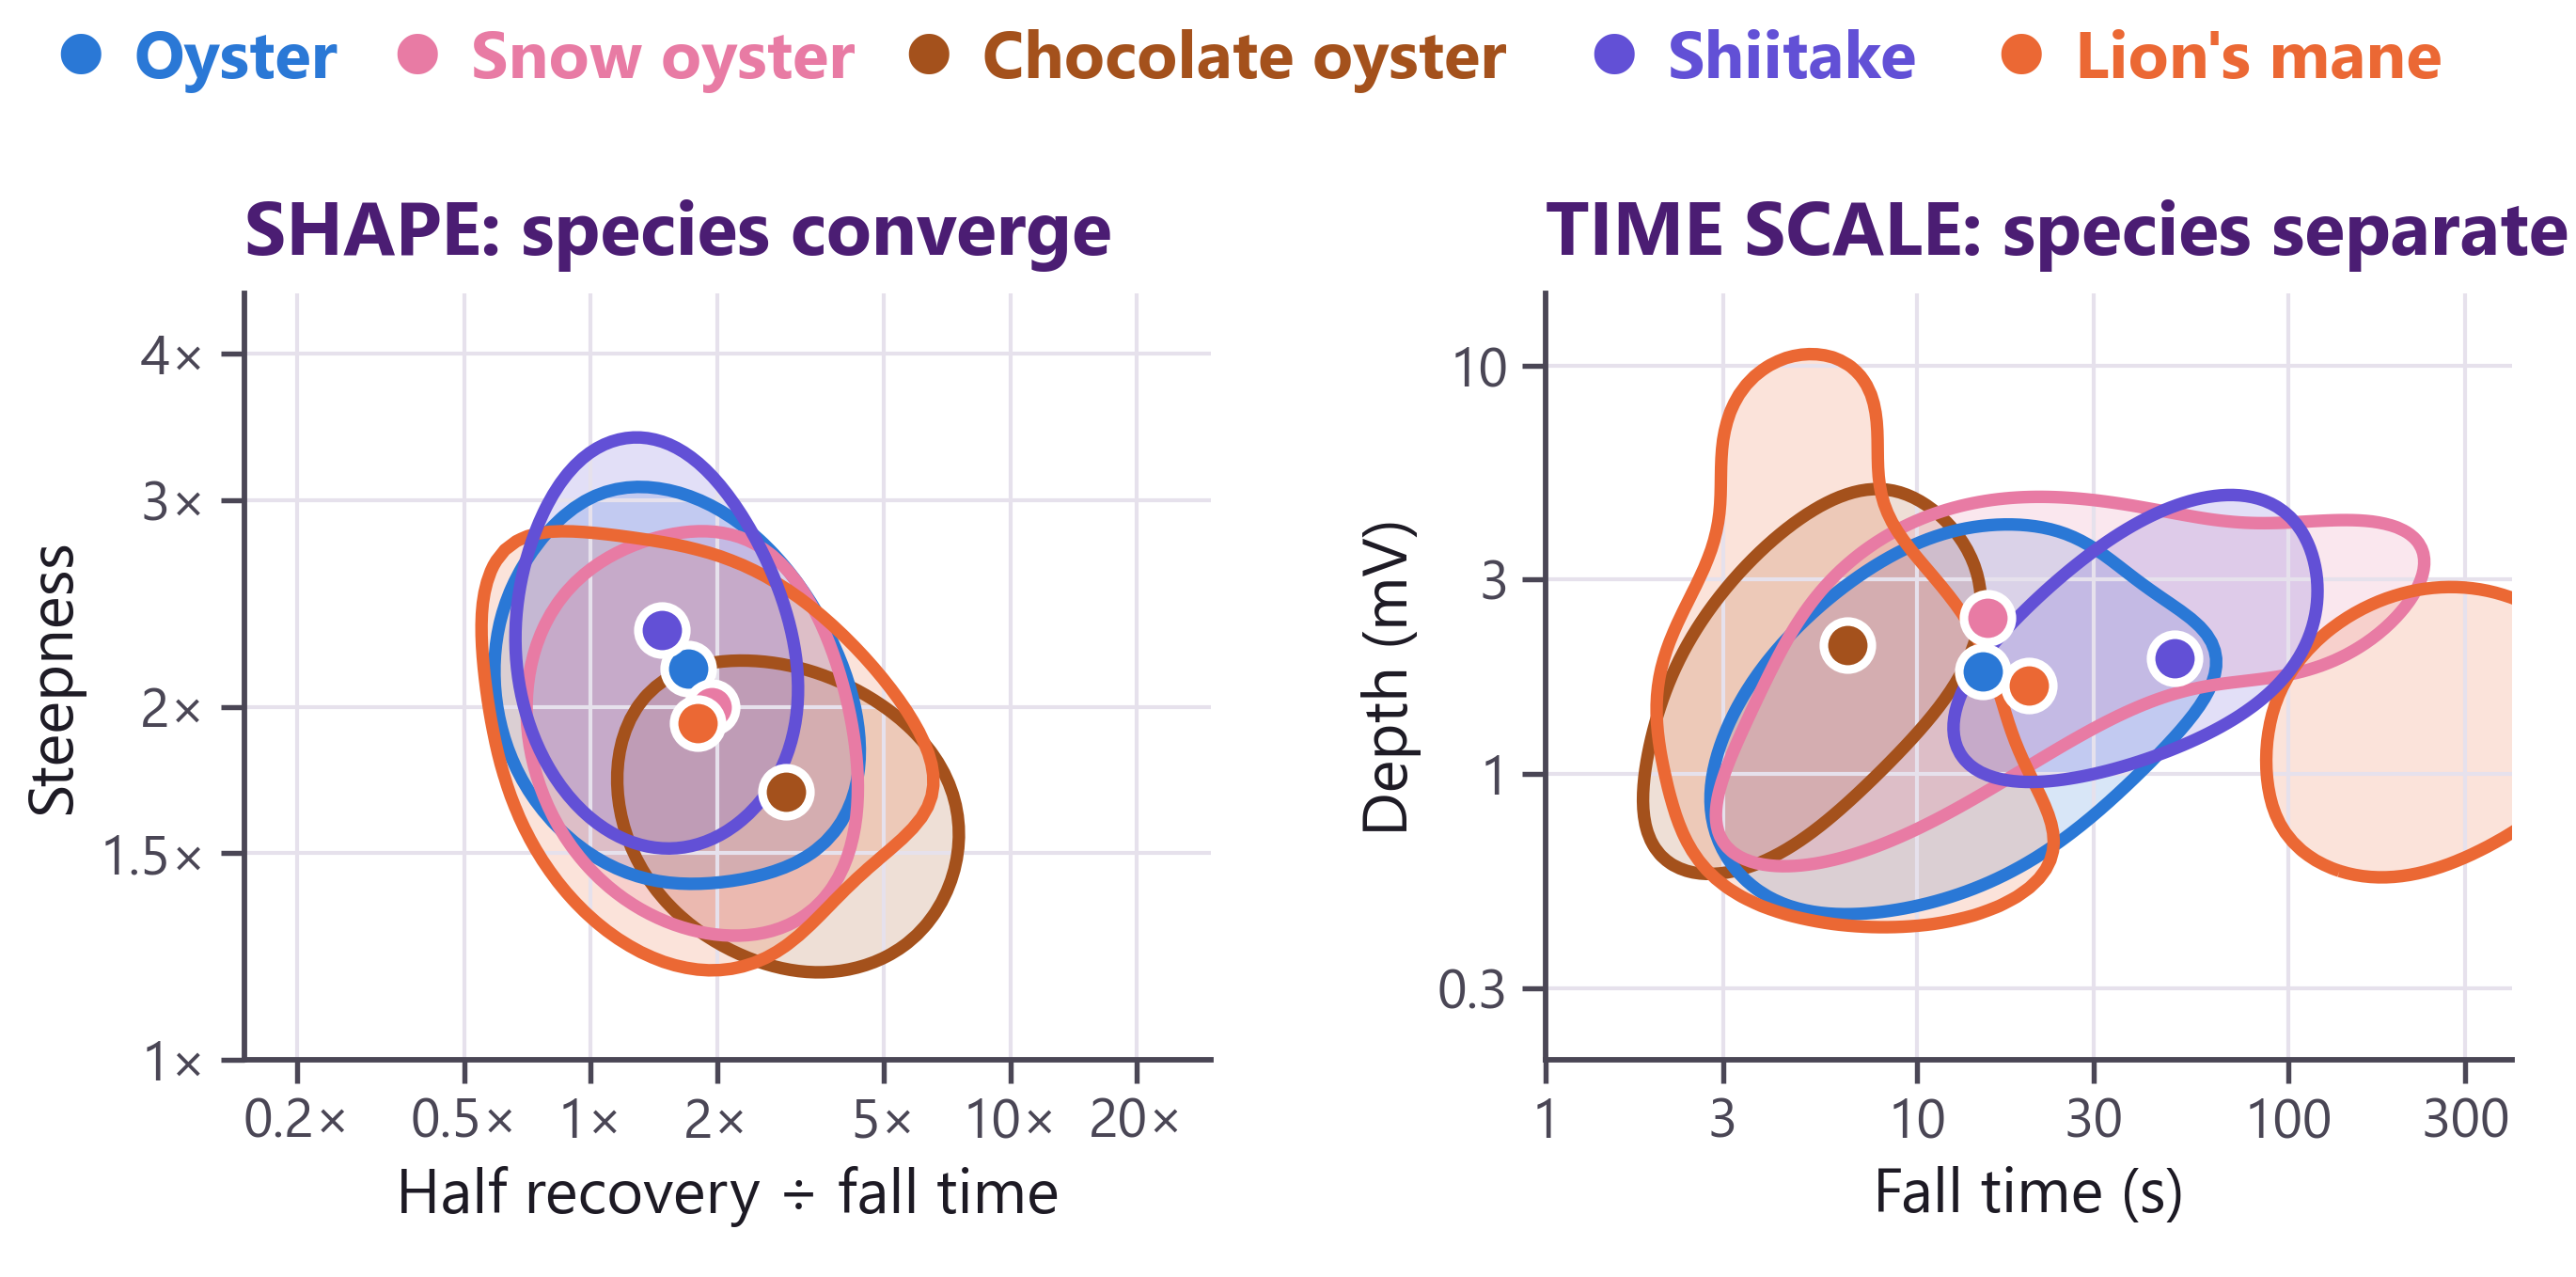 Oyster Snow oyster Chocolate oyster Shiitake Lion's mane
SHAPE: species converge
4×
3×
2×
1.5×
1×
Steepness
0.2× 0.5× 1× 2× 5× 10× 20×
Half recovery ÷ fall time
TIME SCALE: species separate
10
3
1
0.3
Depth (mV)
1 3 10 30 100 300
Fall time (s)